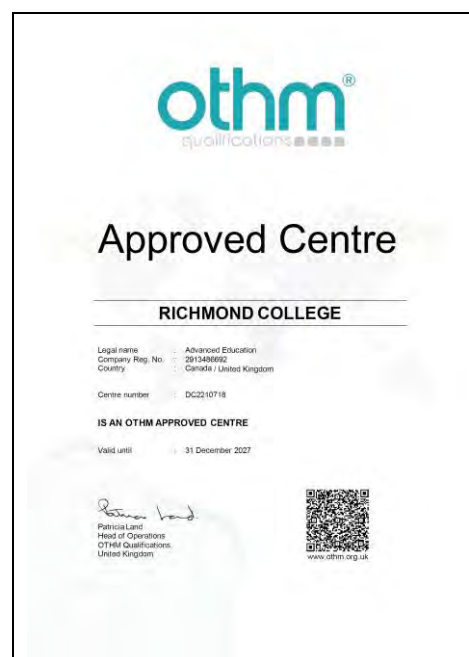 othm®
qualifications
Approved Centre
RICHMOND COLLEGE
Legal name : Advanced Education
Company Reg. No. : 2913486692
Country : Canada / United Kingdom
Centre number : DC2210718
IS AN OTHM APPROVED CENTRE
Valid until : 31 December 2027
Patricia Land
Head of Operations
OTHM Qualifications
United Kingdom
www.othm.org.uk